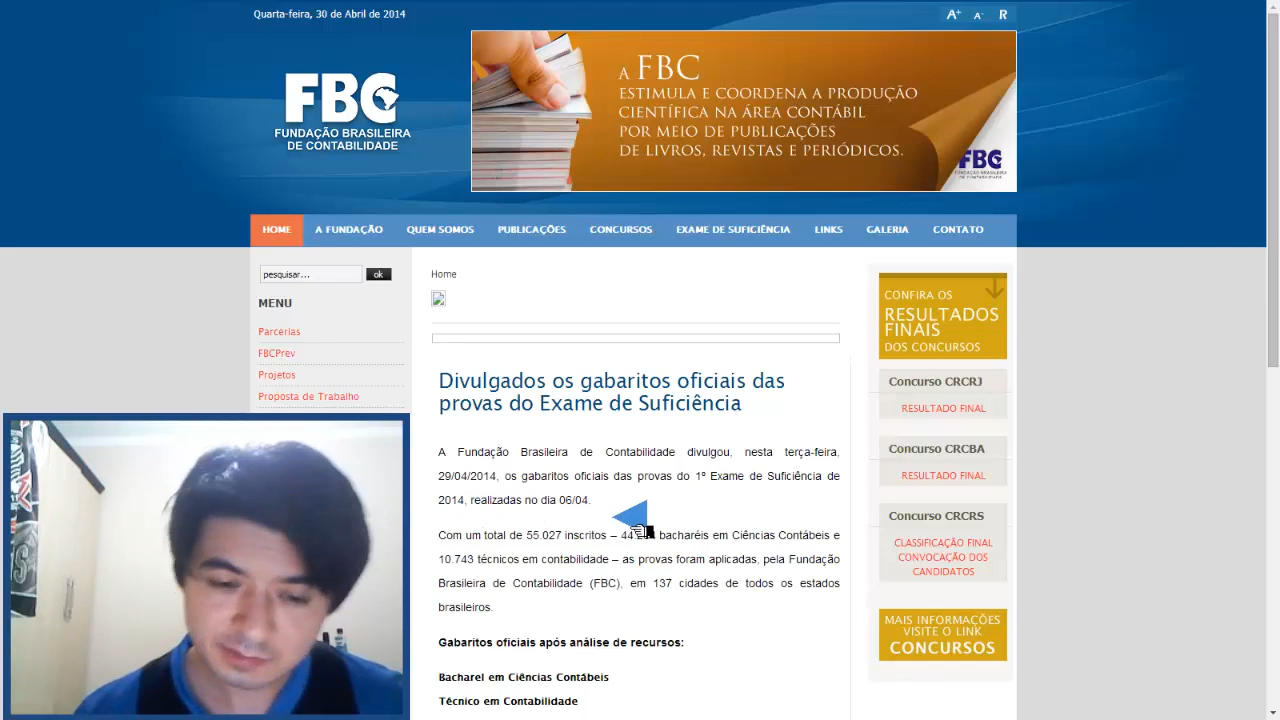 Quarta-feira, 30 de Abril de 2014
A+ A- R
FBC
FUNDAÇÃO BRASILEIRA
DE CONTABILIDADE
A FBC
ESTIMULA E COORDENA A PRODUÇÃO
CIENTÍFICA NA ÁREA CONTÁBIL
POR MEIO DE PUBLICAÇÕES
DE LIVROS, REVISTAS E PERIÓDICOS.
FBC
FUNDAÇÃO BRASILEIRA
DE CONTABILIDADE
HOME A FUNDAÇÃO QUEM SOMOS PUBLICAÇÕES CONCURSOS EXAME DE SUFICIÊNCIA LINKS GALERIA CONTATO
pesquisar... ok
MENU
Parcerias
FBCPrev
Projetos
Proposta de Trabalho
Home
Divulgados os gabaritos oficiais das
provas do Exame de Suficiência
A Fundação Brasileira de Contabilidade divulgou, nesta terça-feira,
29/04/2014, os gabaritos oficiais das provas do 1º Exame de Suficiência de
2014, realizadas no dia 06/04.
Com um total de 55.027 inscritos – bacharéis em Ciências Contábeis e
10.743 técnicos em contabilidade – as provas foram aplicadas, pela Fundação
Brasileira de Contabilidade (FBC), em 137 cidades de todos os estados
brasileiros.
Gabaritos oficiais após análise de recursos:
Bacharel em Ciências Contábeis
Técnico em Contabilidade
CONFIRA OS
RESULTADOS
FINAIS
DOS CONCURSOS
Concurso CRCRJ
RESULTADO FINAL
Concurso CRCBA
RESULTADO FINAL
Concurso CRCRS
CLASSIFICAÇÃO FINAL
CONVOCAÇÃO DOS
CANDIDATOS
MAIS INFORMAÇÕES
VISITE O LINK
CONCURSOS